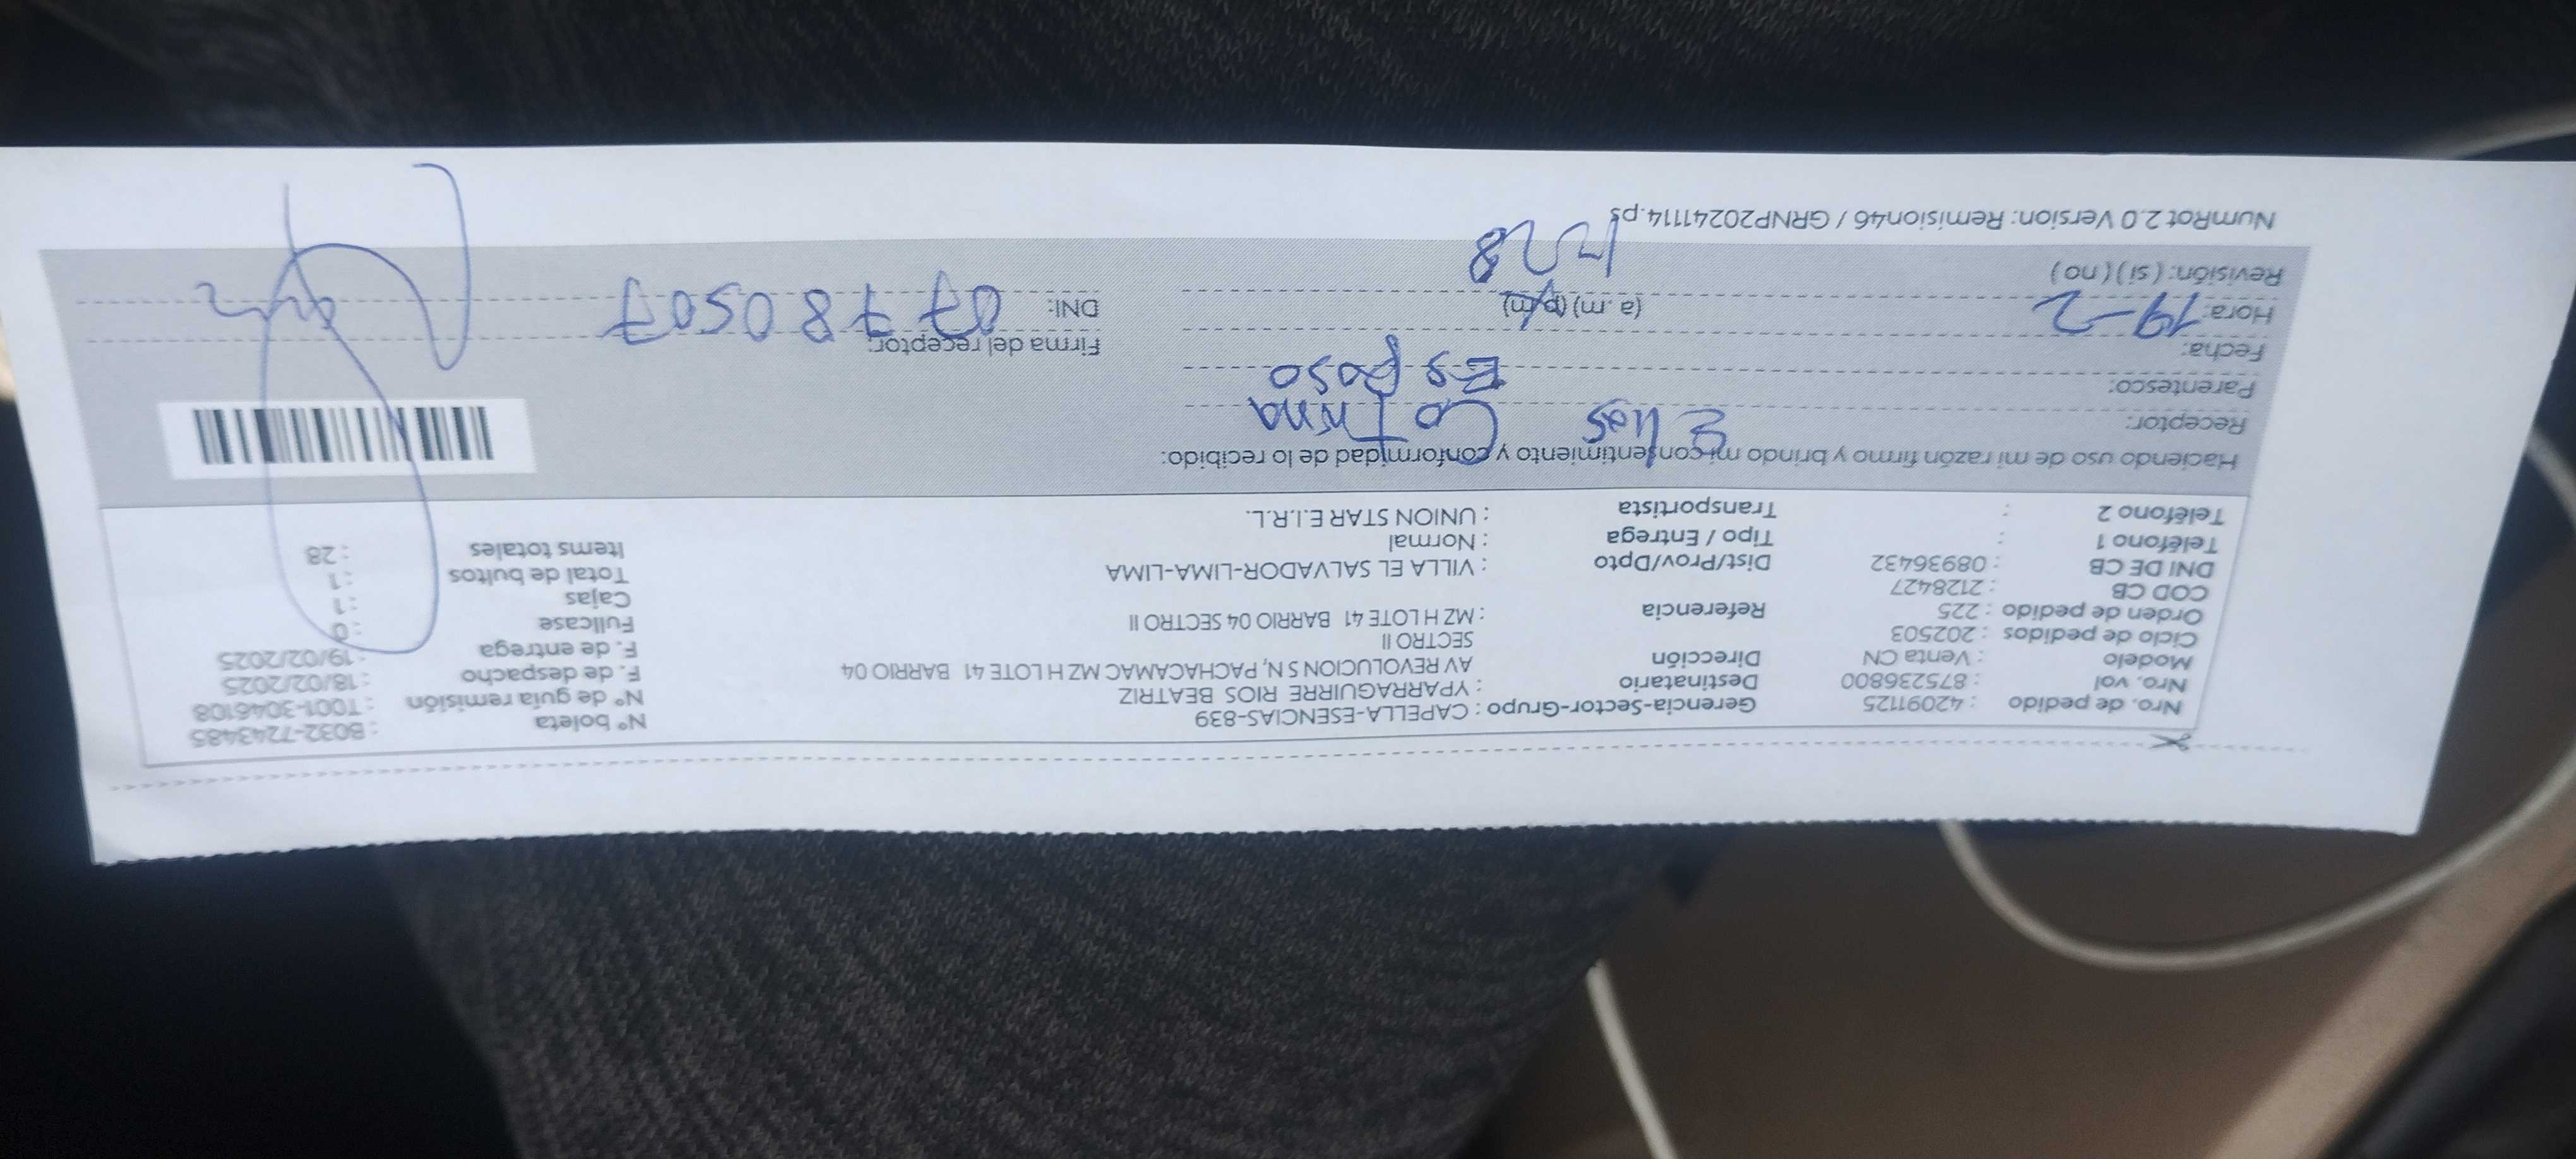 Nro. de pedido : 42091125
Nro. vol : 875236800
Modelo : Venta CN
Ciclo de pedidos : 202503
Orden de pedido : 225
COD CB : 2128427
DNI DE CB : 08936432
Teléfono 1 :
Teléfono 2 :
Gerencia-Sector-Grupo : CAPELLA-ESENCIAS-839
Destinatario : YPARRAGUIRRE RIOS BEATRIZ
Dirección AV REVOLUCION S N, PACHACAMAC MZ H LOTE 41 BARRIO 04
SECTRO II
Referencia : MZ H LOTE 41 BARRIO 04 SECTRO II
Dist/Prov/Dpto : VILLA EL SALVADOR-LIMA-LIMA
Tipo / Entrega : Normal
Transportista : UNION STAR E.I.R.L.
N° boleta : B032-7243485
N° de guía remisión : T001-3046108
F. de despacho : 18/02/2025
F. de entrega : 19/02/2025
Fullcase : 0
Cajas : 1
Total de bultos : 1
Items totales : 28
Haciendo uso de mi razón firmo y brindo mi consentimiento y conformidad de lo recibido:
Receptor: Elias
Parentesco: Esposo
Fecha:
Hora: 19-2 (a. m) (p.m)
Revisión: ( si ) ( no )
Firma del receptor:
DNI: 07780507
NumRot 2.0 Version: Remision46 / GRNP20241114.ps